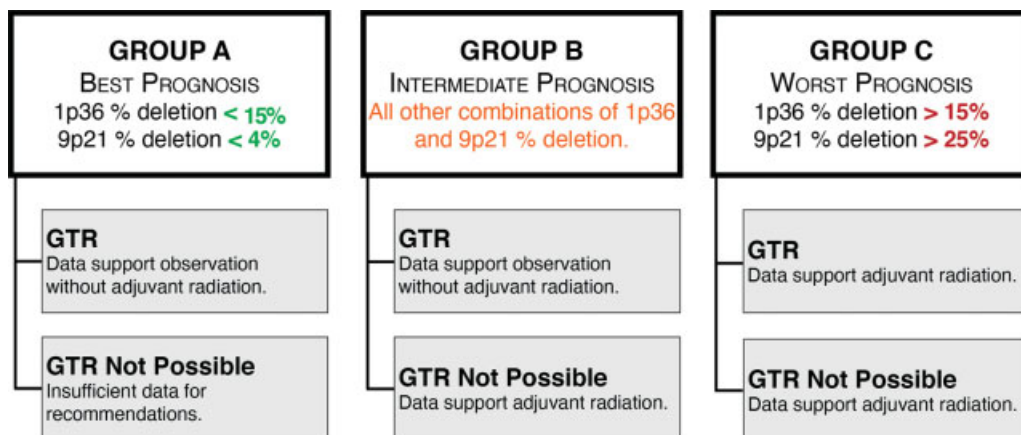 GROUP A
BEST PROGNOSIS
1p36 % deletion < 15%
9p21 % deletion < 4%
GTR
Data support observation
without adjuvant radiation.
GTR Not Possible
Insufficient data for
recommendations.
GROUP B
INTERMEDIATE PROGNOSIS
All other combinations of 1p36
and 9p21 % deletion.
GTR
Data support observation
without adjuvant radiation.
GTR Not Possible
Data support adjuvant radiation.
GROUP C
WORST PROGNOSIS
1p36 % deletion > 15%
9p21 % deletion > 25%
GTR
Data support adjuvant radiation.
GTR Not Possible
Data support adjuvant radiation.